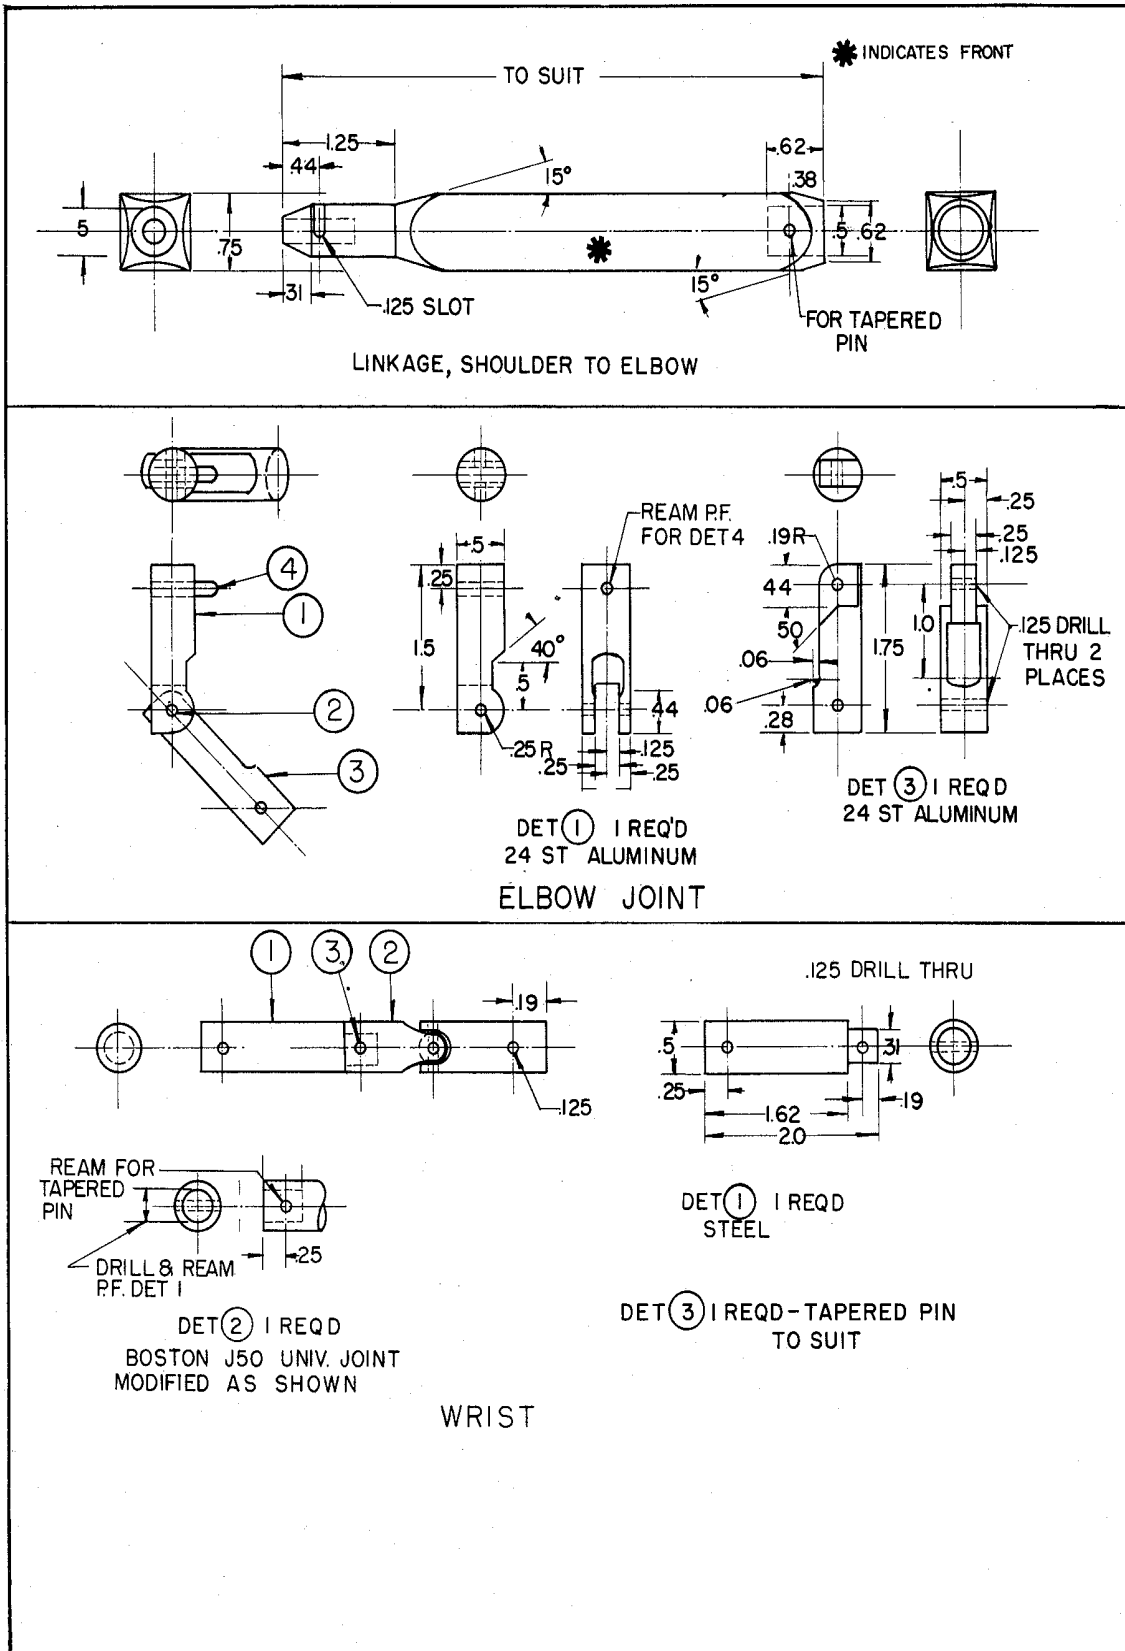 ✱ INDICATES FRONT
TO SUIT
1.25
.62
.44
15°
.38
.5
.75
.5
.62
.31
15°
.125 SLOT
FOR TAPERED
PIN
LINKAGE, SHOULDER TO ELBOW
4
1
2
3
.5
.25
1.5
40°
.5
.25 R
REAM P.F.
FOR DET 4
.44
.125
.25
.25
DET 1 1 REQ'D
24 ST ALUMINUM
.19R
44
50
.06
.06
.28
1.75
.5
.25
.25
.125
1.0
.125 DRILL
THRU 2
PLACES
DET 3 1 REQD
24 ST ALUMINUM
ELBOW JOINT
1
3
2
.19
.125
.125 DRILL THRU
.5
.31
.25
.19
1.62
2.0
DET 1 1 REQD
STEEL
REAM FOR
TAPERED
PIN
.25
DRILL & REAM
P.F. DET 1
DET 2 1 REQD
BOSTON J50 UNIV. JOINT
MODIFIED AS SHOWN
DET 3 1 REQD-TAPERED PIN
TO SUIT
WRIST